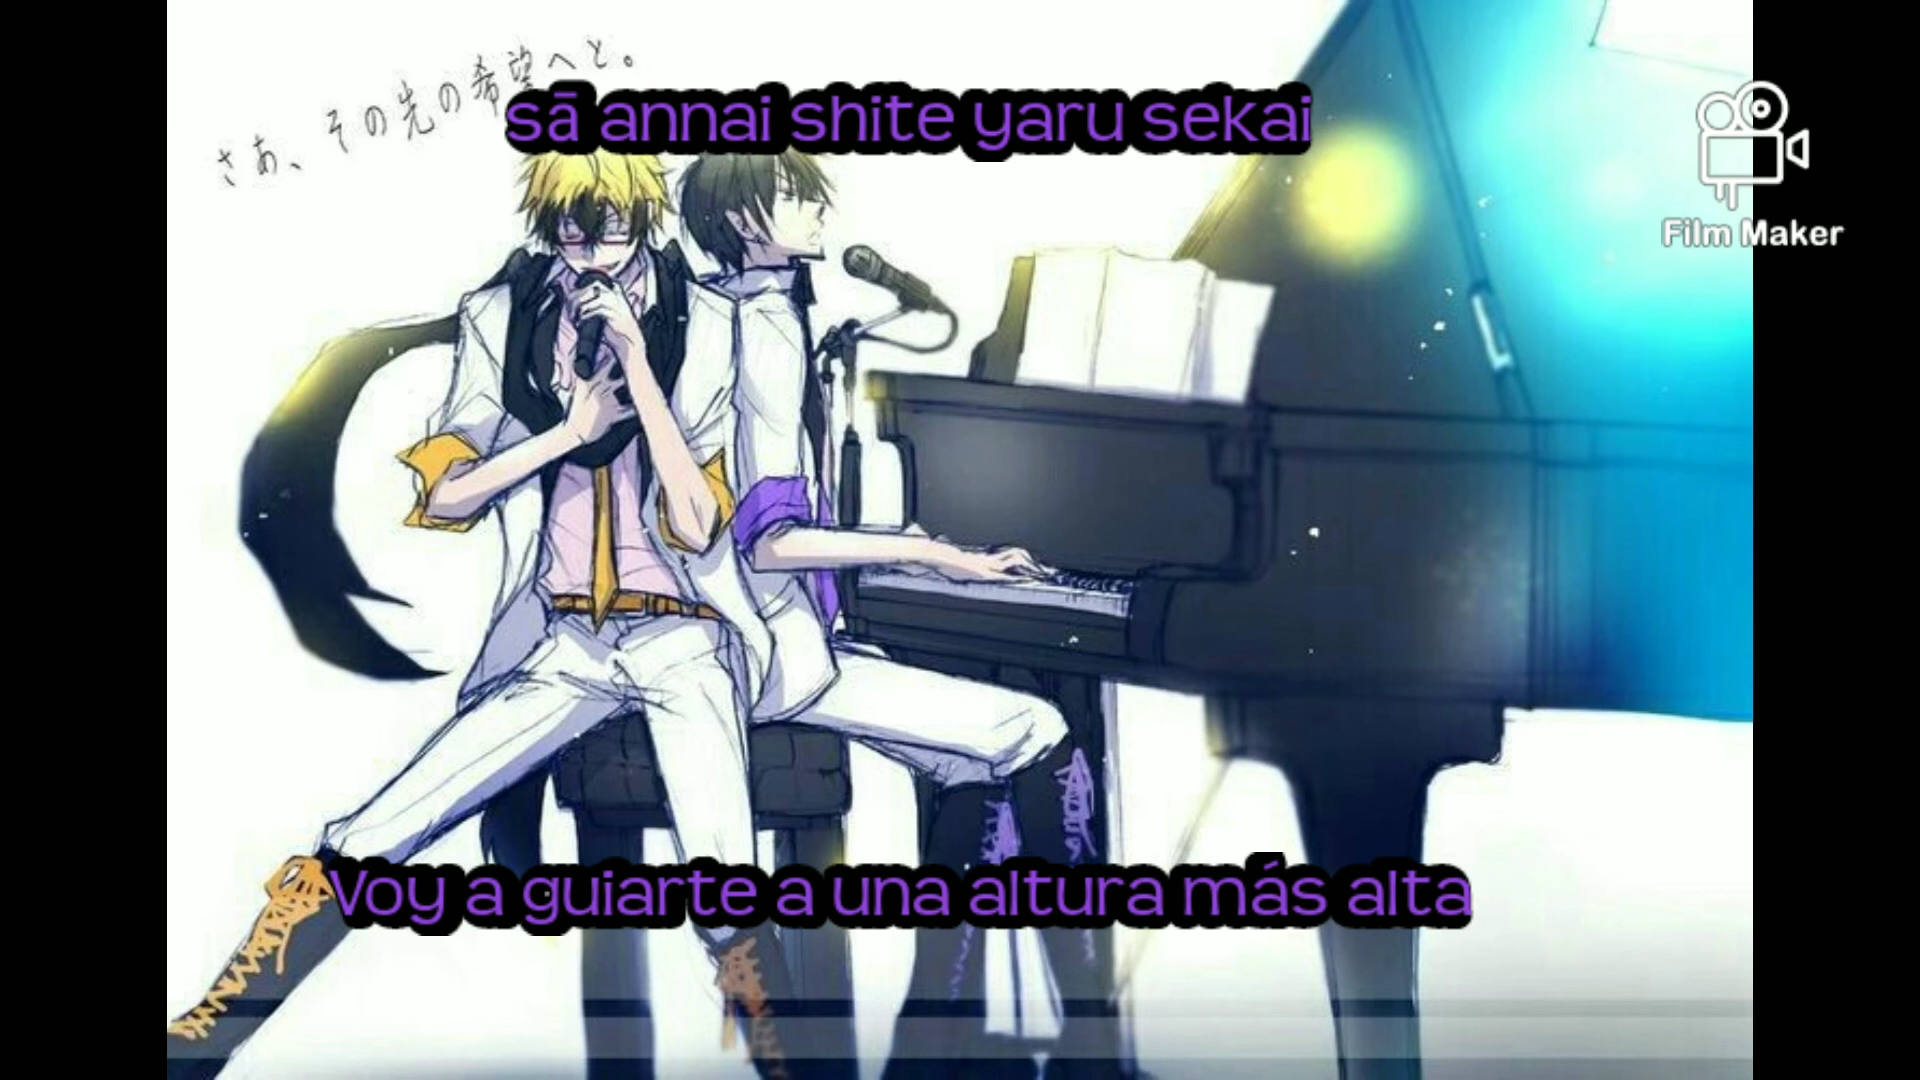 さあ、その先の希望へと。
sā annai shite yaru sekai
Film Maker
Voy a guiarte a una altura más alta